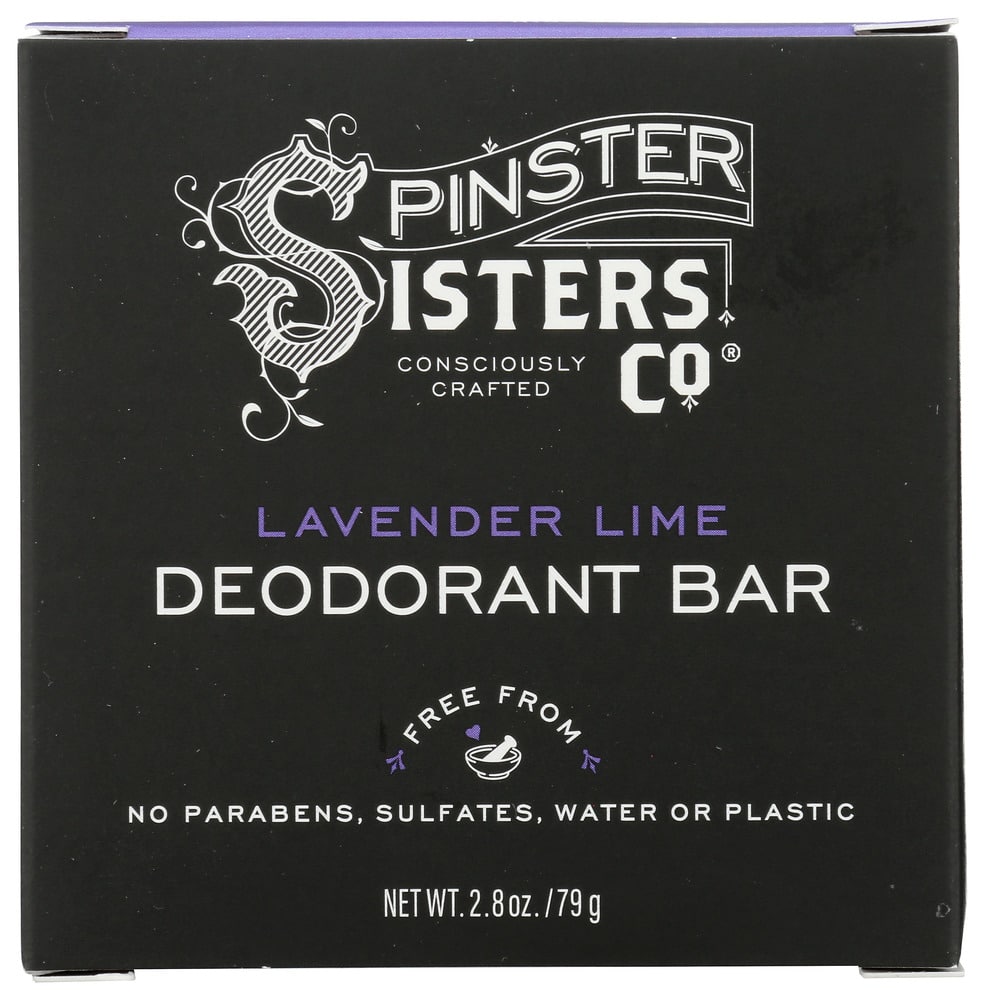 SPINSTER
SISTERS
CO®
CONSCIOUSLY
CRAFTED
LAVENDER LIME
DEODORANT BAR
FREE FROM
NO PARABENS, SULFATES, WATER OR PLASTIC
NET WT. 2.8 oz. / 79 g